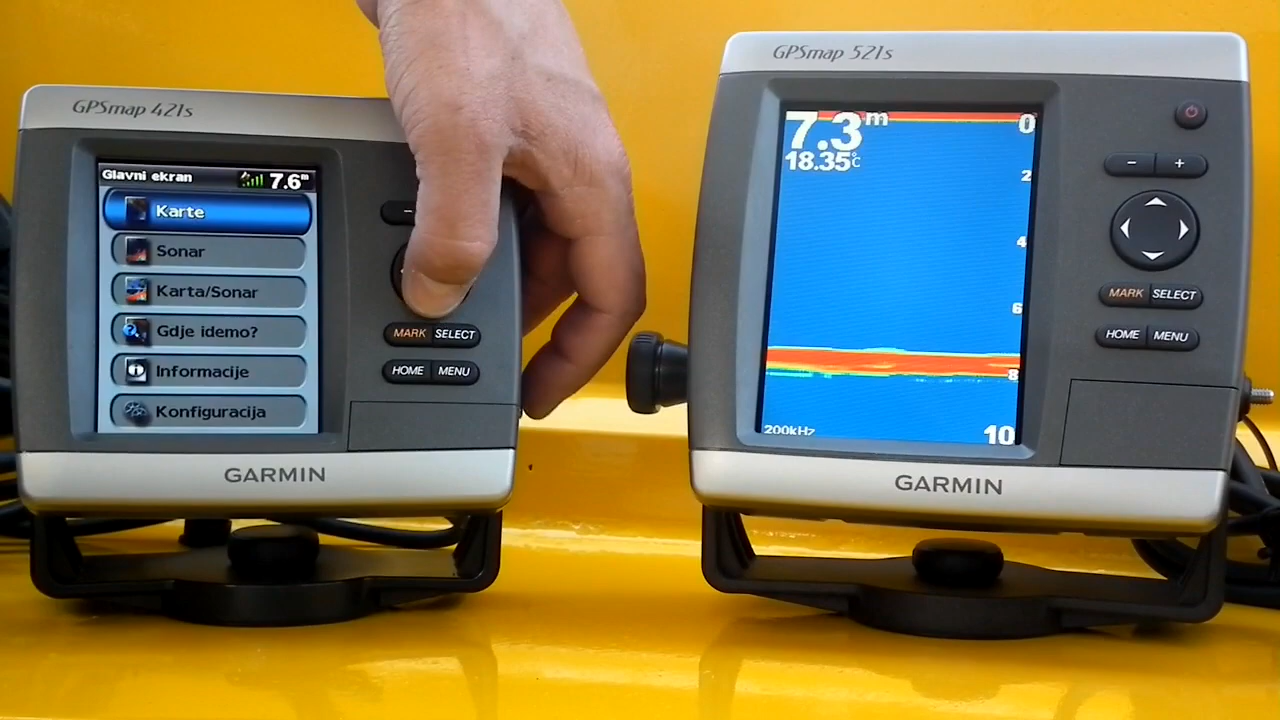 GPSmap 421s
Glavni ekran 7.6m
Karte
Sonar
Karta/Sonar
Gdje idemo?
Informacije
Konfiguracija
−
MARK SELECT
HOME MENU
GARMIN
GPSmap 521s
7.3m
18.35°c
0
2
4
6
8
10
200kHz
− +
MARK SELECT
HOME MENU
GARMIN